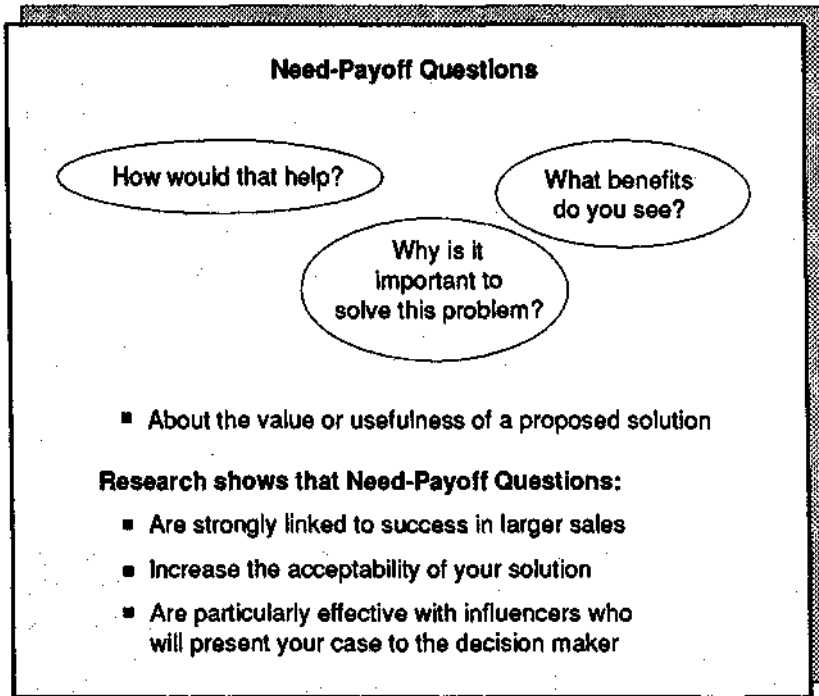 Need-Payoff Questions
How would that help?
What benefits
do you see?
Why is it
important to
solve this problem?
■ About the value or usefulness of a proposed solution
Research shows that Need-Payoff Questions:
■ Are strongly linked to success in larger sales
■ Increase the acceptability of your solution
■ Are particularly effective with influencers who
will present your case to the decision maker